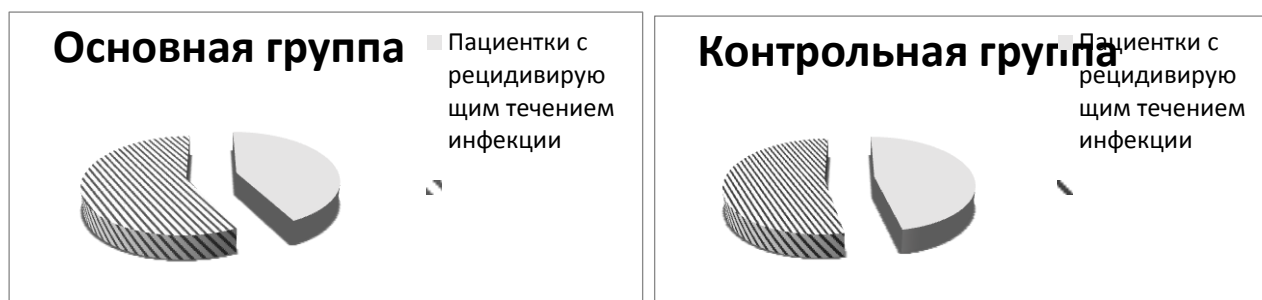 Основная группа
Пациентки с
рецидивирую
щим течением
инфекции
Контрольная группа
Пациентки с
рецидивирую
щим течением
инфекции